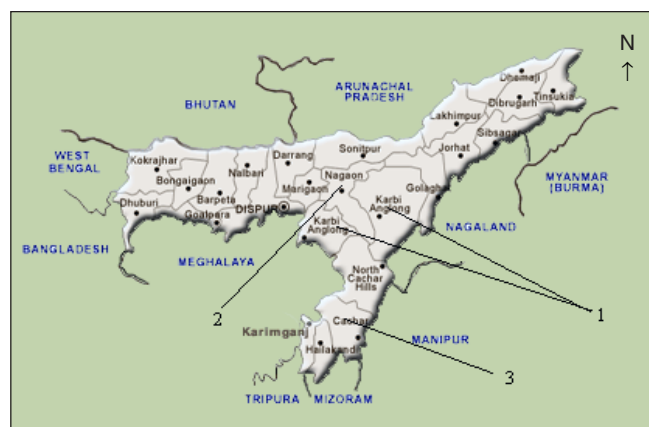 N
↑
Dhemaji
Dibrugarh
Tinsukia
ARUNACHAL
PRADESH
BHUTAN
Lakhimpur
Sibsagar
WEST
BENGAL
Kokrajhar
Nalbari
Darrang
Sonitpur
Jorhat
Bongaigaon
Nagaon
Marigaon
Golaghat
MYANMAR
(BURMA)
Dhuburi
Barpeta
Goalpara
DISPUR
Karbi
Anglong
Karbi
Anglong
NAGALAND
BANGLADESH
MEGHALAYA
North
Cachar
Hills
2
1
Karimganj
Cachar
MANIPUR
Hailakande
3
TRIPURA
MIZORAM